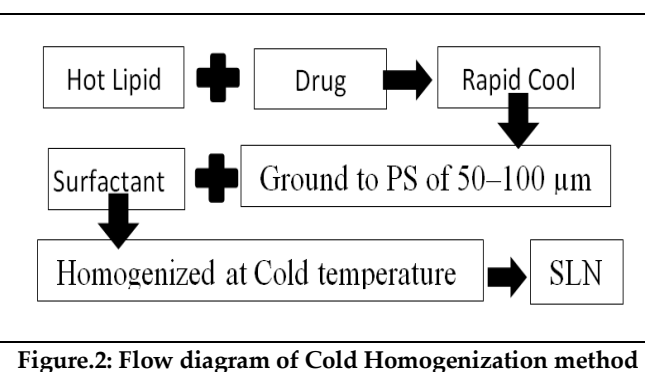 Hot Lipid Drug Rapid Cool
Surfactant Ground to PS of 50–100 µm
Homogenized at Cold temperature SLN
Figure.2: Flow diagram of Cold Homogenization method